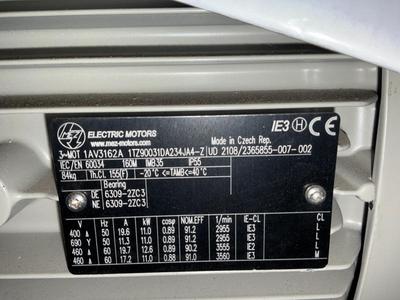 MEZ ELECTRIC MOTORS
www.mez-motors.com
IE3 H CE
3~MOT 1AV3162A 1TZ90031DA234JA4-Z
Made in Czech Rep.
UD 2108/2365855-007-002
IEC/EN 60034 160M IMB35 IP55
84kg Th.CL 155(F) -20°C <=TAMB<=40°C
Bearing
DE 6309-2ZC3
NE 6309-2ZC3
V Hz A kW cosφ NOM.EFF 1/min IE-CL CL
400 Δ 50 19.6 11.0 0.89 91.2 2955 IE3 L
690 Y 50 11.3 11.0 0.89 91.2 2955 IE3 L
460 Δ 60 19.7 12.6 0.89 90.2 3555 IE2 L
460 Δ 60 17.2 11.0 0.88 91.0 3560 IE3 M